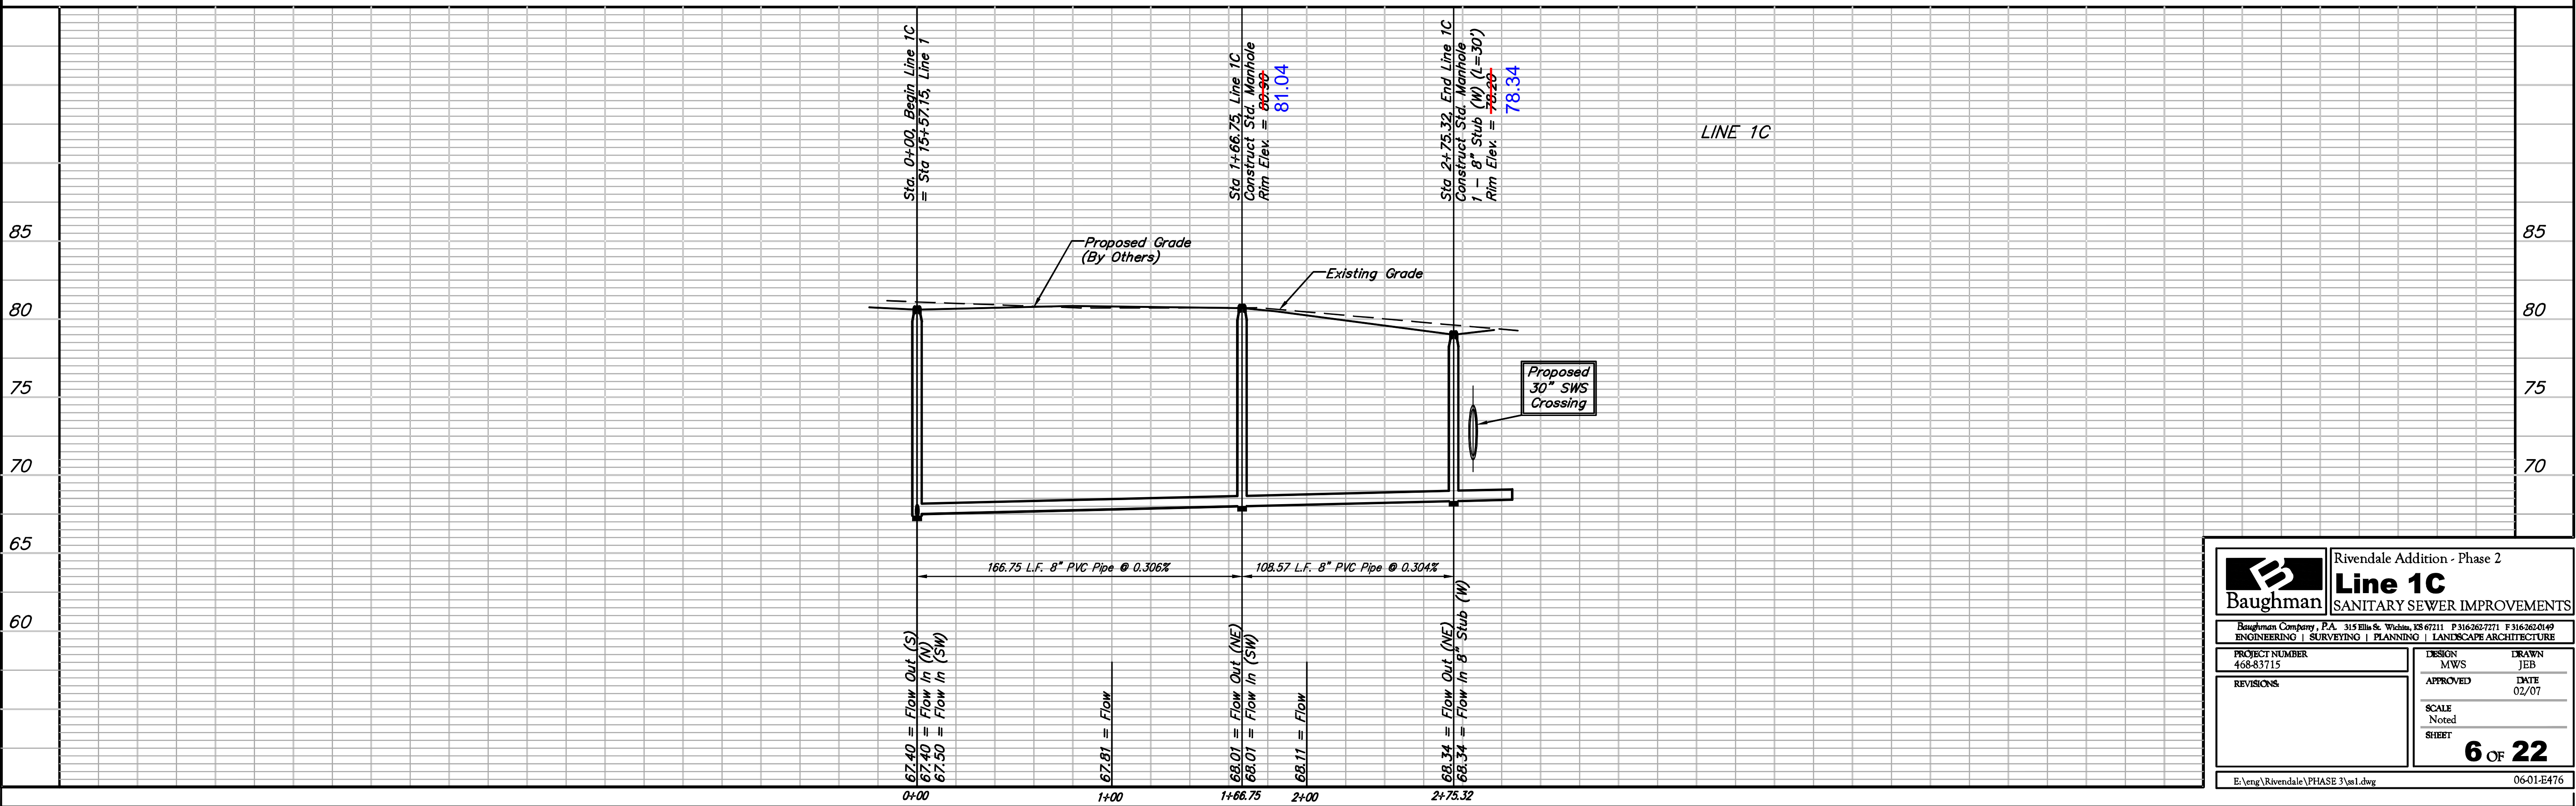 Sta. 0+00, Begin Line 1C
= Sta 15+57.15, Line 1
Sta 1+66.75, Line 1C
Construct Std. Manhole
Rim Elev. = 80.90
81.04
Sta 2+75.32, End Line 1C
Construct Std. Manhole
1 - 8" Stub (W) (L=30')
Rim Elev. = 78.20
78.34
LINE 1C
85
85
Proposed Grade
(By Others)
Existing Grade
80
80
75
75
Proposed
30" SWS
Crossing
70
70
65
166.75 L.F. 8" PVC Pipe @ 0.306%
108.57 L.F. 8" PVC Pipe @ 0.304%
60
67.40 = Flow Out (S)
67.40 = Flow In (N)
67.50 = Flow In (SW)
67.81 = Flow
68.01 = Flow Out (NE)
68.01 = Flow In (SW)
68.11 = Flow
68.34 = Flow Out (NE)
68.34 = Flow In 8" Stub (W)
0+00
1+00
1+66.75
2+00
2+75.32
Baughman
Rivendale Addition - Phase 2
Line 1C
SANITARY SEWER IMPROVEMENTS
Baughman Company, P.A. 315 Ellis St. Wichita, KS 67211 P 316-262-7271 F 316-262-0149
ENGINEERING | SURVEYING | PLANNING | LANDSCAPE ARCHITECTURE
PROJECT NUMBER
468-83715
REVISIONS:
DESIGN
MWS
DRAWN
JEB
APPROVED
DATE
02/07
SCALE
Noted
SHEET
6 OF 22
E:\eng\Rivendale\PHASE 3\ss1.dwg
06-01-E476